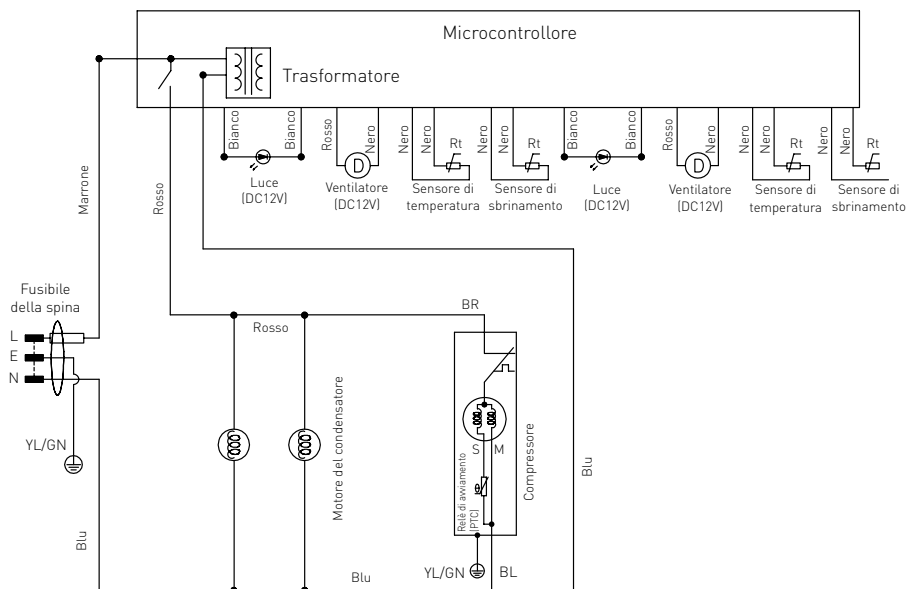 Microcontrollore
Trasformatore
Bianco
Bianco
Rosso
Nero
Nero
Nero
Nero
Nero
Bianco
Bianco
Rosso
Nero
Nero
Nero
Nero
Nero
Rt
Rt
Rt
Rt
D
D
Luce
(DC12V)
Ventilatore
(DC12V)
Sensore di
temperatura
Sensore di
sbrinamento
Luce
(DC12V)
Ventilatore
(DC12V)
Sensore di
temperatura
Sensore di
sbrinamento
Marrone
Rosso
Fusibile
della spina
L
E
N
YL/GN
Blu
Rosso
BR
Motore del condensatore
S
M
Relè di avviamento
(PTC)
Compressore
Blu
YL/GN
BL
Blu